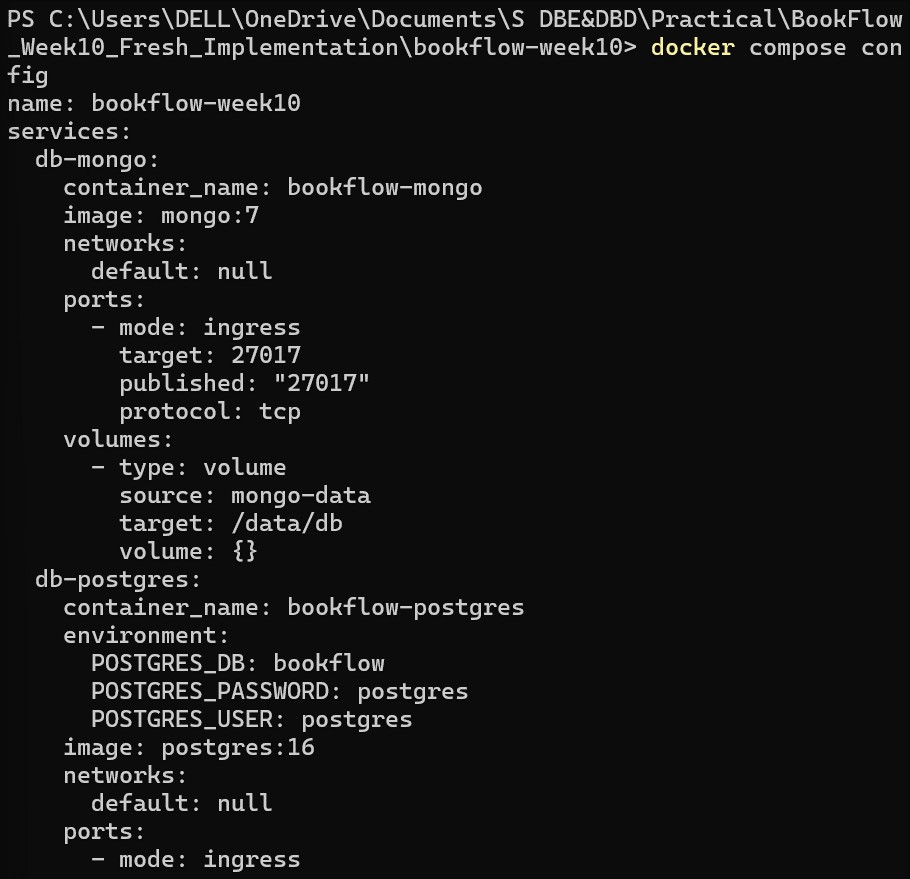 PS C:\Users\DELL\OneDrive\Documents\S DBE&DBD\Practical\BookFlow
_Week10_Fresh_Implementation\bookflow-week10> docker compose con
fig
name: bookflow-week10
services:
  db-mongo:
    container_name: bookflow-mongo
    image: mongo:7
    networks:
      default: null
    ports:
      - mode: ingress
        target: 27017
        published: "27017"
        protocol: tcp
    volumes:
      - type: volume
        source: mongo-data
        target: /data/db
        volume: {}
  db-postgres:
    container_name: bookflow-postgres
    environment:
      POSTGRES_DB: bookflow
      POSTGRES_PASSWORD: postgres
      POSTGRES_USER: postgres
    image: postgres:16
    networks:
      default: null
    ports:
      - mode: ingress